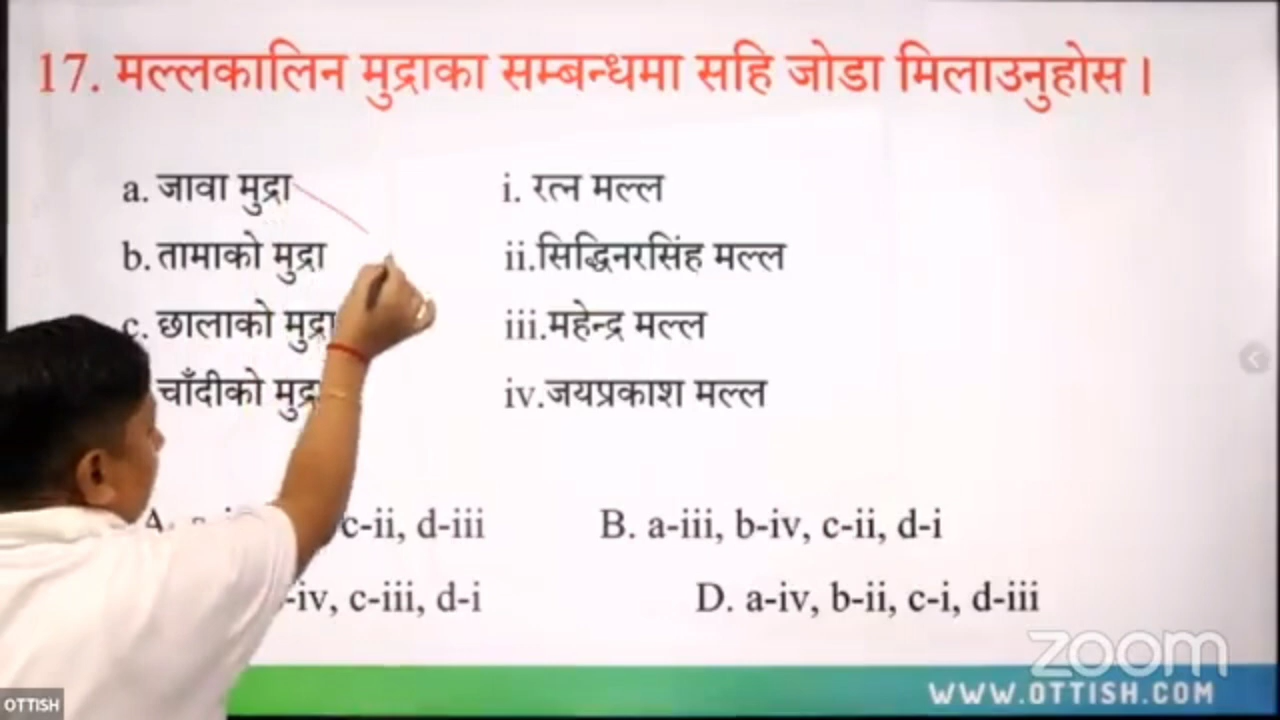 17. मल्लकालिन मुद्राका सम्बन्धमा सहि जोडा मिलाउनुहोस ।
a. जावा मुद्रा i. रत्न मल्ल
b. तामाको मुद्रा ii.सिद्धिनरसिंह मल्ल
c. छालाको मुद्रा iii.महेन्द्र मल्ल
चाँदीको iv.जयप्रकाश मल्ल
A. c-ii, d-iii B. a-iii, b-iv, c-ii, d-i
-iv, c-iii, d-i D. a-iv, b-ii, c-i, d-iii
zoom
WWW.OTTISH.COM
OTTISH